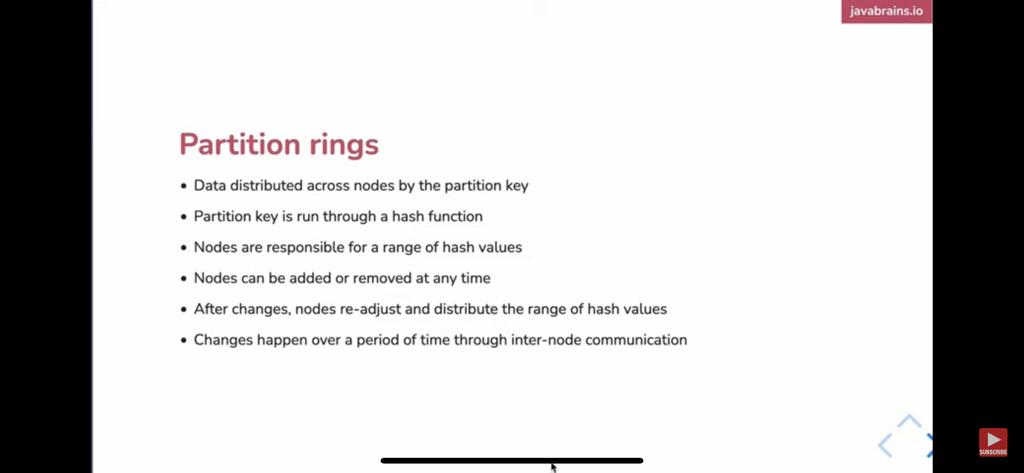 javabrains.io
Partition rings
• Data distributed across nodes by the partition key
• Partition key is run through a hash function
• Nodes are responsible for a range of hash values
• Nodes can be added or removed at any time
• After changes, nodes re-adjust and distribute the range of hash values
• Changes happen over a period of time through inter-node communication
SUBSCRIBE